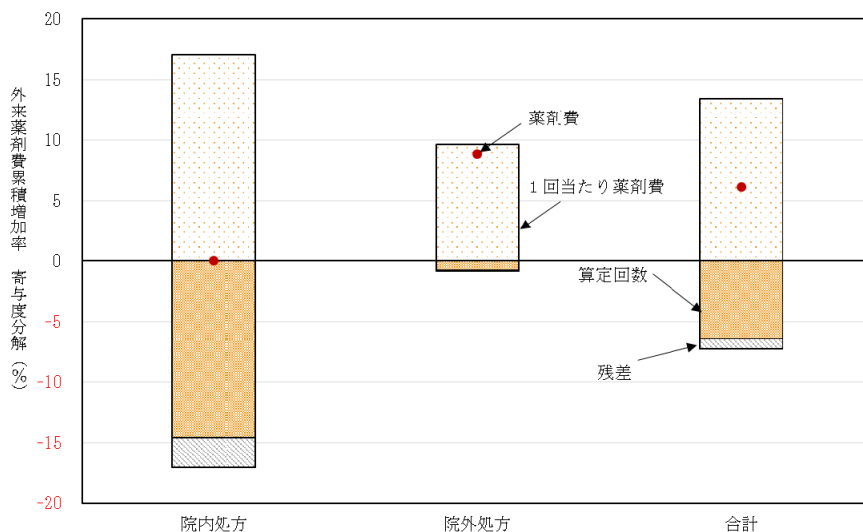 外来薬剤費累積増加率　寄与度分解（％）
20
15
10
5
0
-5
-10
-15
-20
薬剤費
１回当たり薬剤費
算定回数
残差
院内処方
院外処方
合計